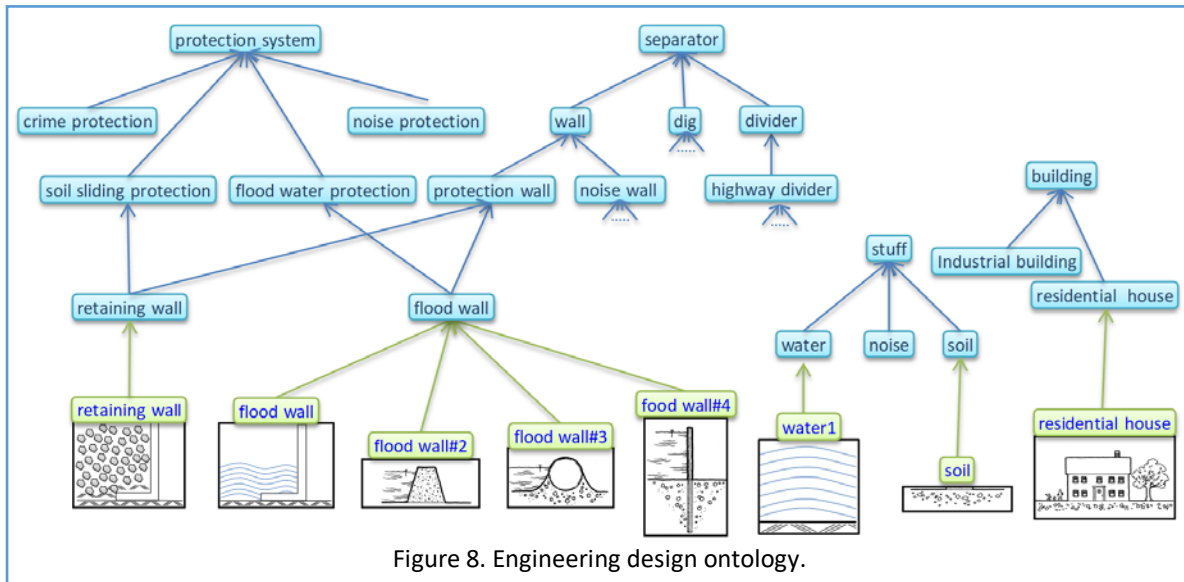 protection system
separator
crime protection
noise protection
wall
dig
divider
.....
soil sliding protection
flood water protection
protection wall
noise wall
highway divider
building
.....
.....
stuff
Industrial building
retaining wall
flood wall
residential house
water
noise
soil
retaining wall
flood wall
flood wall#2
flood wall#3
food wall#4
water1
soil
residential house
Figure 8. Engineering design ontology.